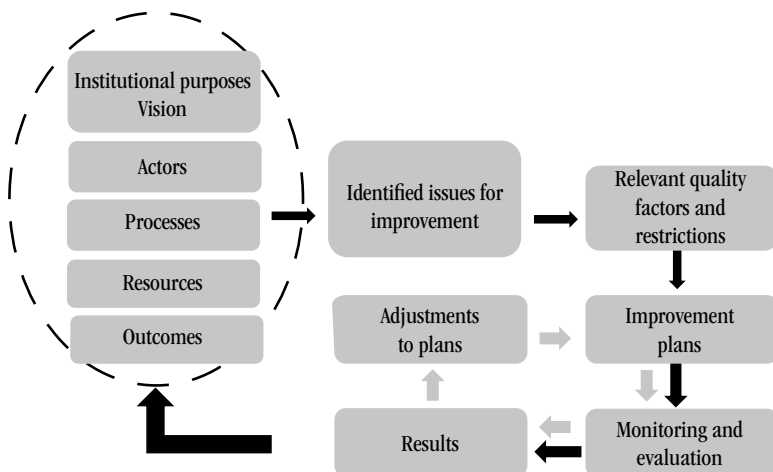 Institutional purposes
Vision
Actors
Processes
Resources
Outcomes
Identified issues for
improvement
Relevant quality
factors and
restrictions
Adjustments
to plans
Improvement
plans
Results
Monitoring and
evaluation